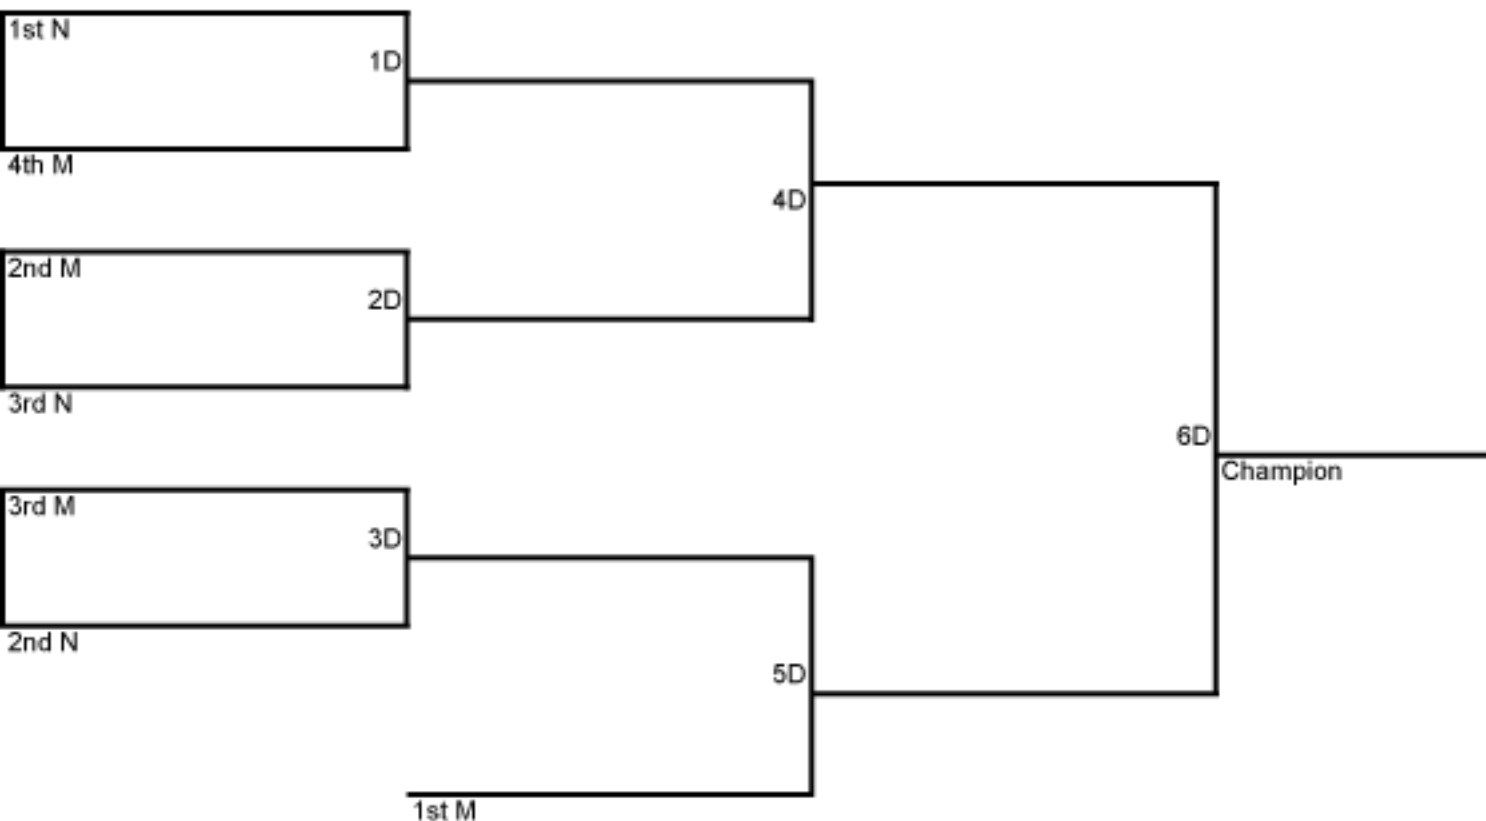 1st N
1D
4th M
4D
2nd M
2D
3rd N
6D
Champion
3rd M
3D
2nd N
5D
1st M